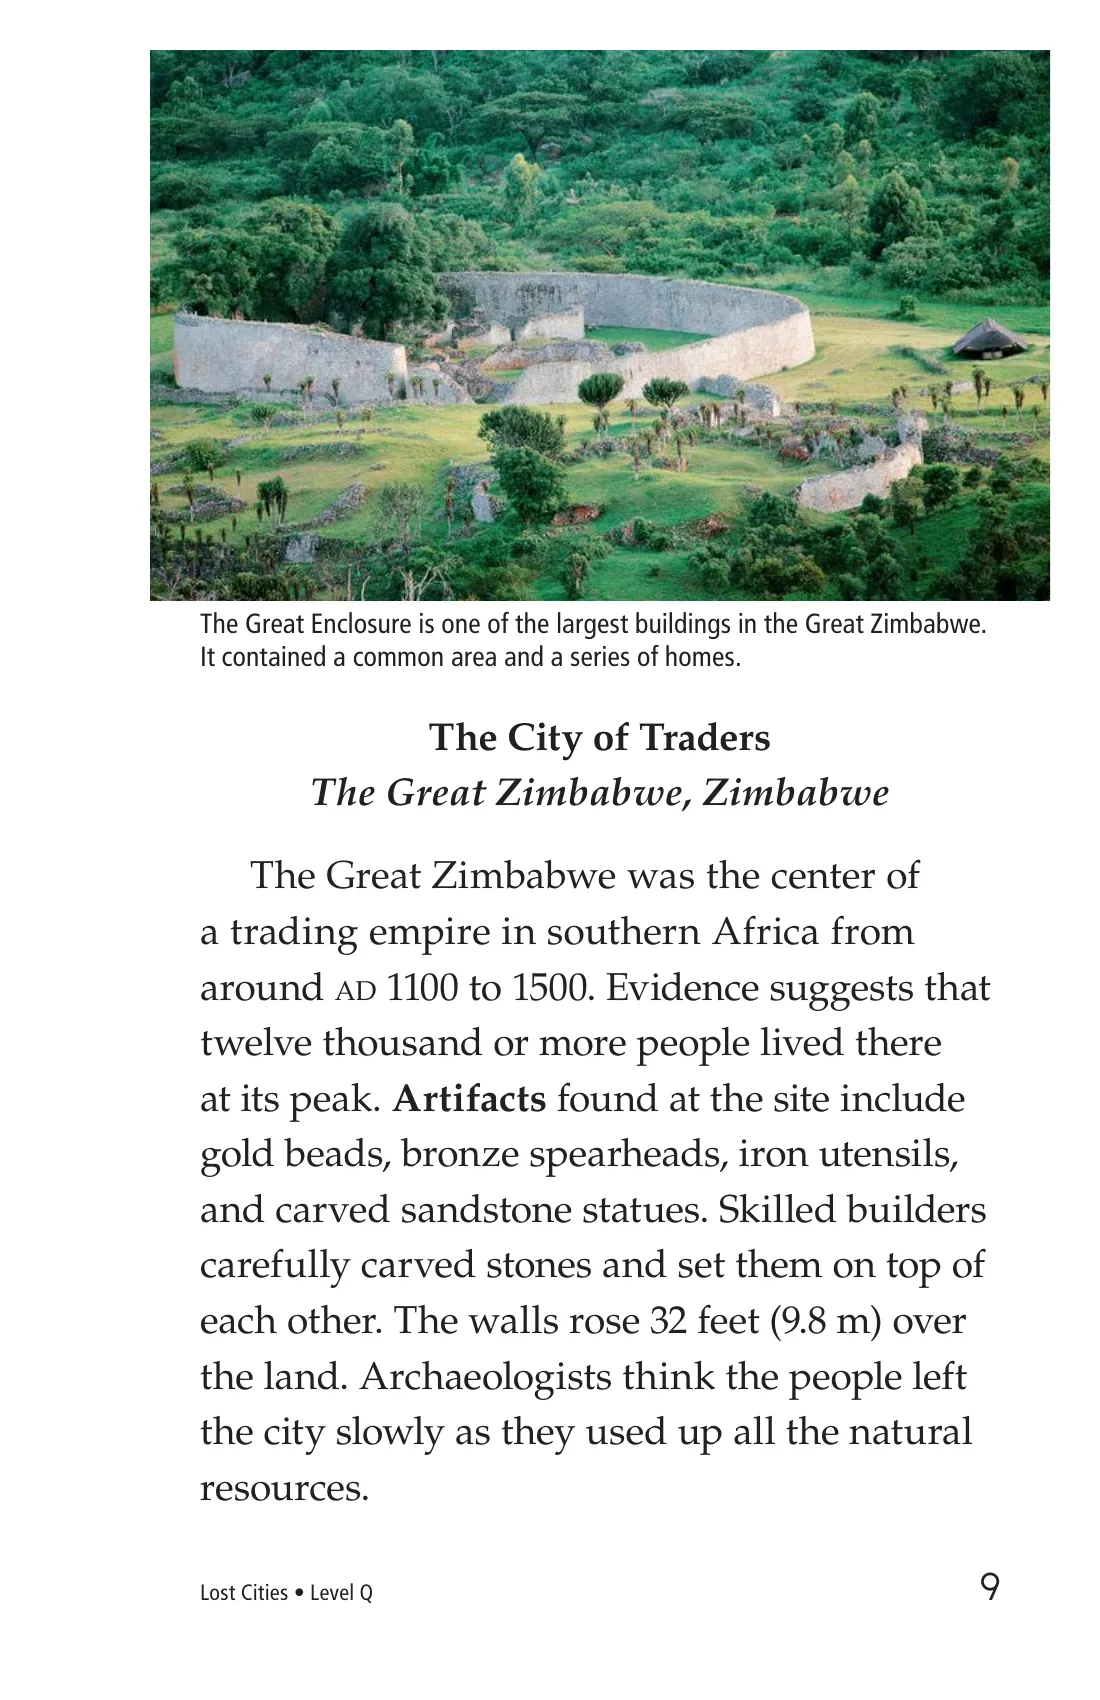 The Great Enclosure is one of the largest buildings in the Great Zimbabwe.
It contained a common area and a series of homes.
The City of Traders
The Great Zimbabwe, Zimbabwe
The Great Zimbabwe was the center of
a trading empire in southern Africa from
around AD 1100 to 1500. Evidence suggests that
twelve thousand or more people lived there
at its peak. Artifacts found at the site include
gold beads, bronze spearheads, iron utensils,
and carved sandstone statues. Skilled builders
carefully carved stones and set them on top of
each other. The walls rose 32 feet (9.8 m) over
the land. Archaeologists think the people left
the city slowly as they used up all the natural
resources.
Lost Cities • Level Q
9